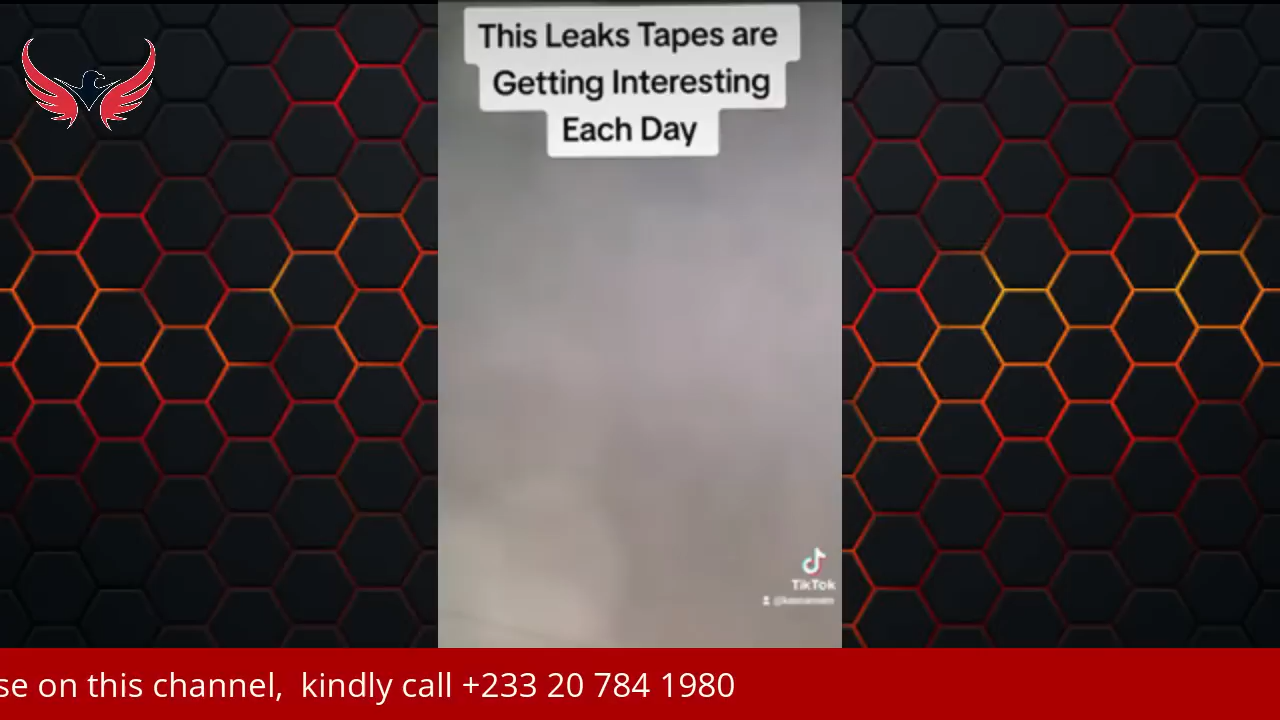 This Leaks Tapes are
Getting Interesting
Each Day
TikTok
se on this channel, kindly call +233 20 784 1980